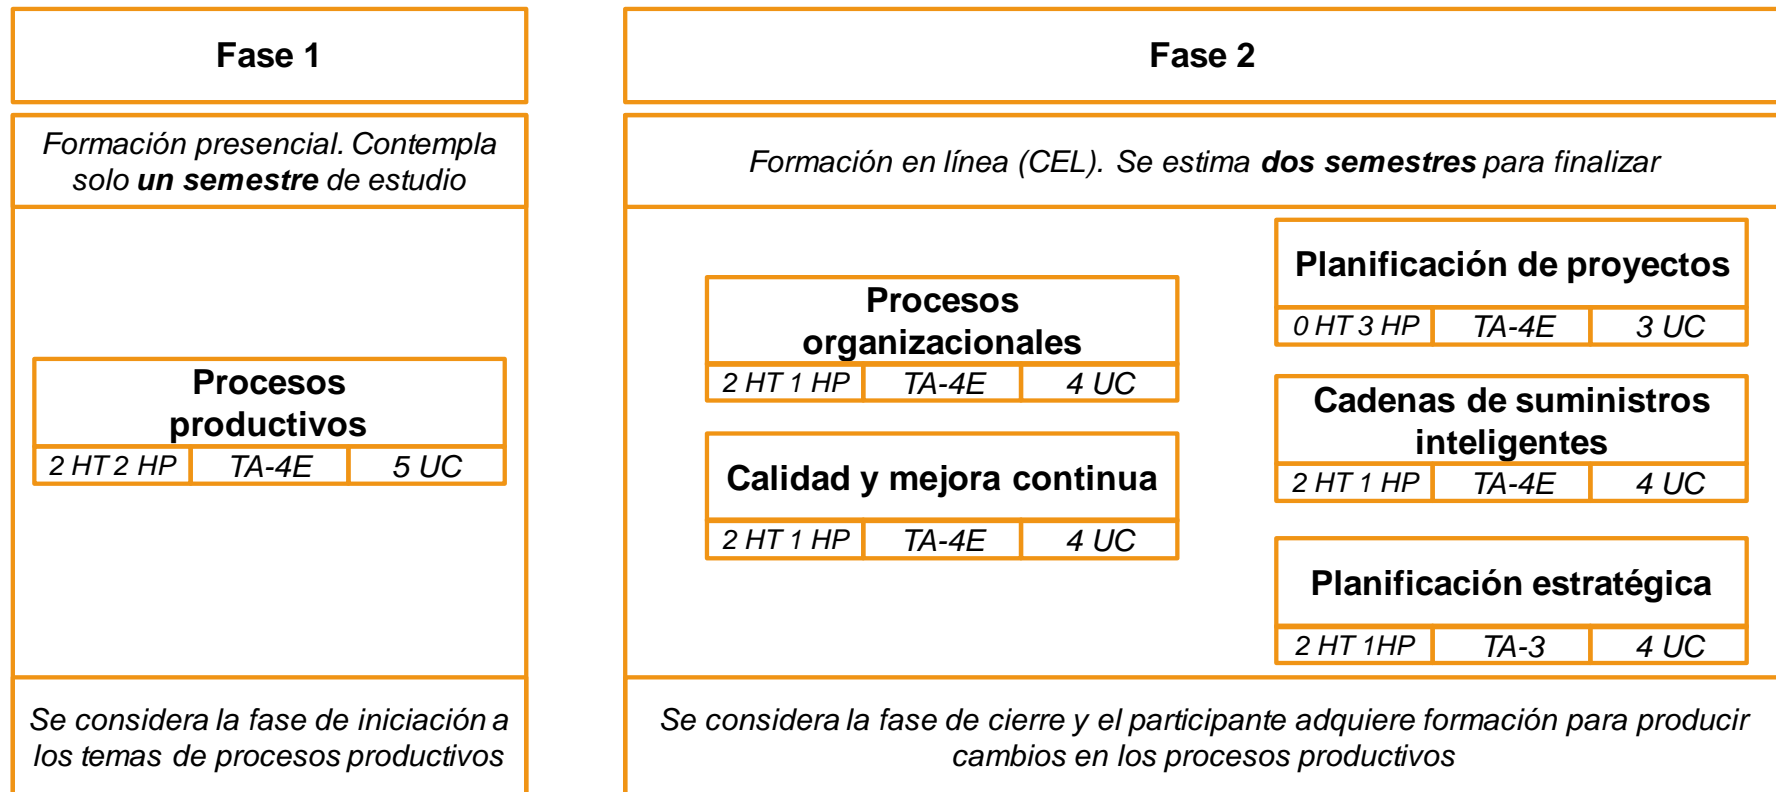 Fase 1
Formación presencial. Contempla
solo un semestre de estudio
Procesos
productivos
2 HT 2 HP TA-4E 5 UC
Se considera la fase de iniciación a
los temas de procesos productivos
Fase 2
Formación en línea (CEL). Se estima dos semestres para finalizar
Procesos
organizacionales
2 HT 1 HP TA-4E 4 UC
Calidad y mejora continua
2 HT 1 HP TA-4E 4 UC
Planificación de proyectos
0 HT 3 HP TA-4E 3 UC
Cadenas de suministros
inteligentes
2 HT 1 HP TA-4E 4 UC
Planificación estratégica
2 HT 1HP TA-3 4 UC
Se considera la fase de cierre y el participante adquiere formación para producir
cambios en los procesos productivos